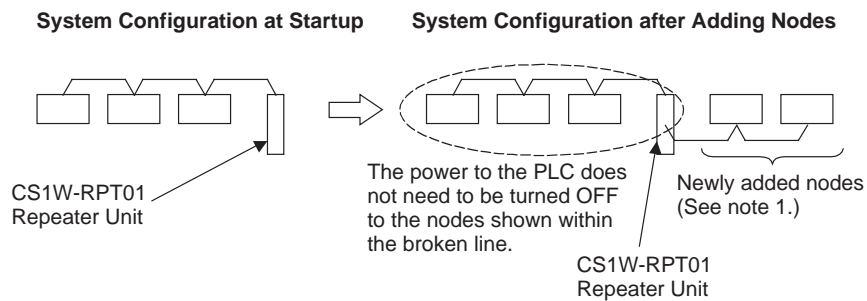 System Configuration at Startup
System Configuration after Adding Nodes
CS1W-RPT01
Repeater Unit
The power to the PLC does
not need to be turned OFF
to the nodes shown within
the broken line.
Newly added nodes
(See note 1.)
CS1W-RPT01
Repeater Unit